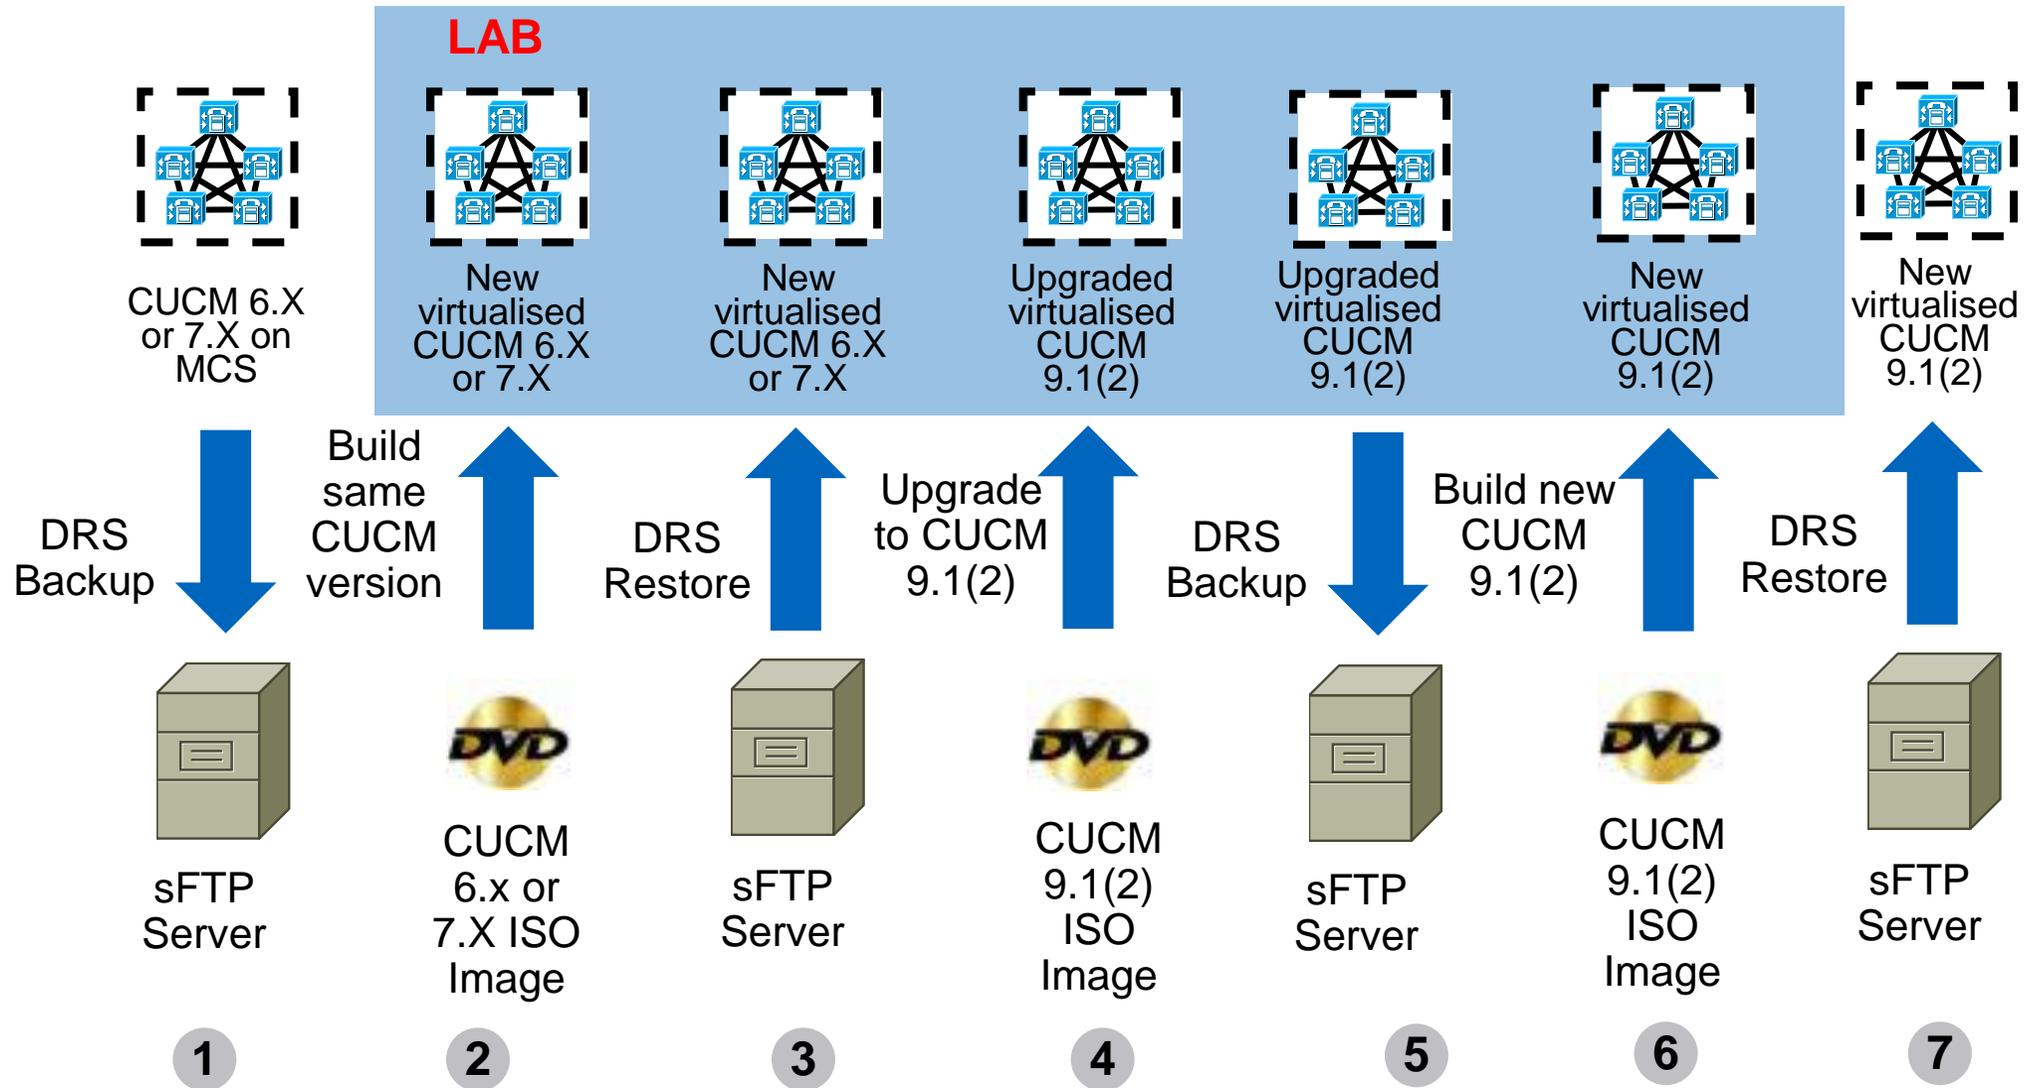 LAB
CUCM 6.X
or 7.X on
MCS
New
virtualised
CUCM 6.X
or 7.X
New
virtualised
CUCM 6.X
or 7.X
Upgraded
virtualised
CUCM
9.1(2)
Upgraded
virtualised
CUCM
9.1(2)
New
virtualised
CUCM
9.1(2)
New
virtualised
CUCM
9.1(2)
DRS
Backup
Build
same
CUCM
version
DRS
Restore
Upgrade
to CUCM
9.1(2)
DRS
Backup
Build new
CUCM
9.1(2)
DRS
Restore
DVD
DVD
DVD
sFTP
Server
CUCM
6.x or
7.X ISO
Image
sFTP
Server
CUCM
9.1(2)
ISO
Image
sFTP
Server
CUCM
9.1(2)
ISO
Image
sFTP
Server
1
2
3
4
5
6
7